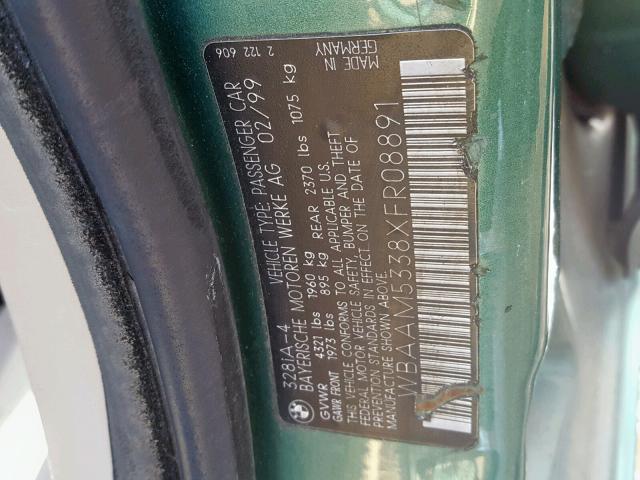 328iA-4 VEHICLE TYPE: PASSENGER CAR 2 122 606
BAYERISCHE MOTOREN WERKE AG 02/99
GVWR 4321 lbs 1960 kg REAR 2370 lbs 1075 kg
GAWR FRONT 1973 lbs 895 kg
THIS VEHICLE CONFORMS TO ALL APPLICABLE U.S.
FEDERAL MOTOR VEHICLE SAFETY, BUMPER AND THEFT
PREVENTION STANDARDS IN EFFECT ON THE DATE OF
MANUFACTURE SHOWN ABOVE.
MADE IN
GERMANY
WBAAM5338XFR08891